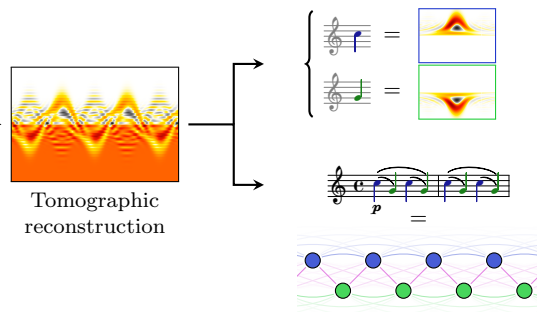 =
=
Tomographic
reconstruction
p
=